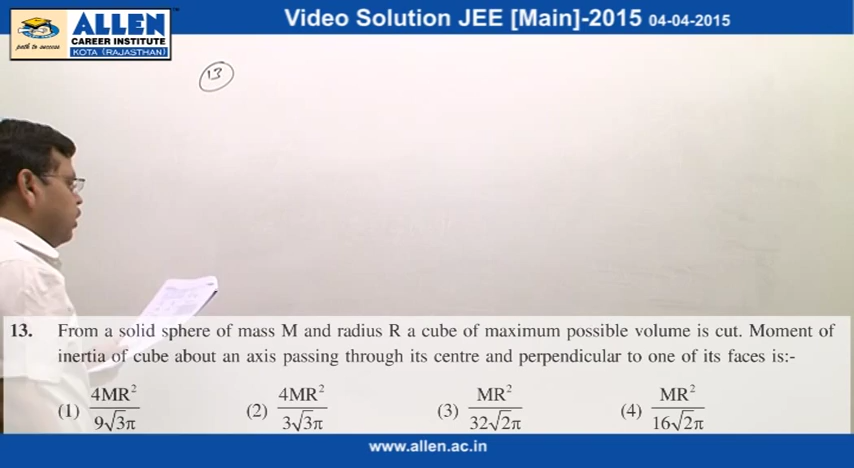 ALLEN
CAREER INSTITUTE
KOTA (RAJASTHAN)
path to success
Video Solution JEE [Main]-2015 04-04-2015
13
13. From a solid sphere of mass M and radius R a cube of maximum possible volume is cut. Moment of
inertia of cube about an axis passing through its centre and perpendicular to one of its faces is:-
(1) 4MR²/9√3π (2) 4MR²/3√3π (3) MR²/32√2π (4) MR²/16√2π
www.allen.ac.in